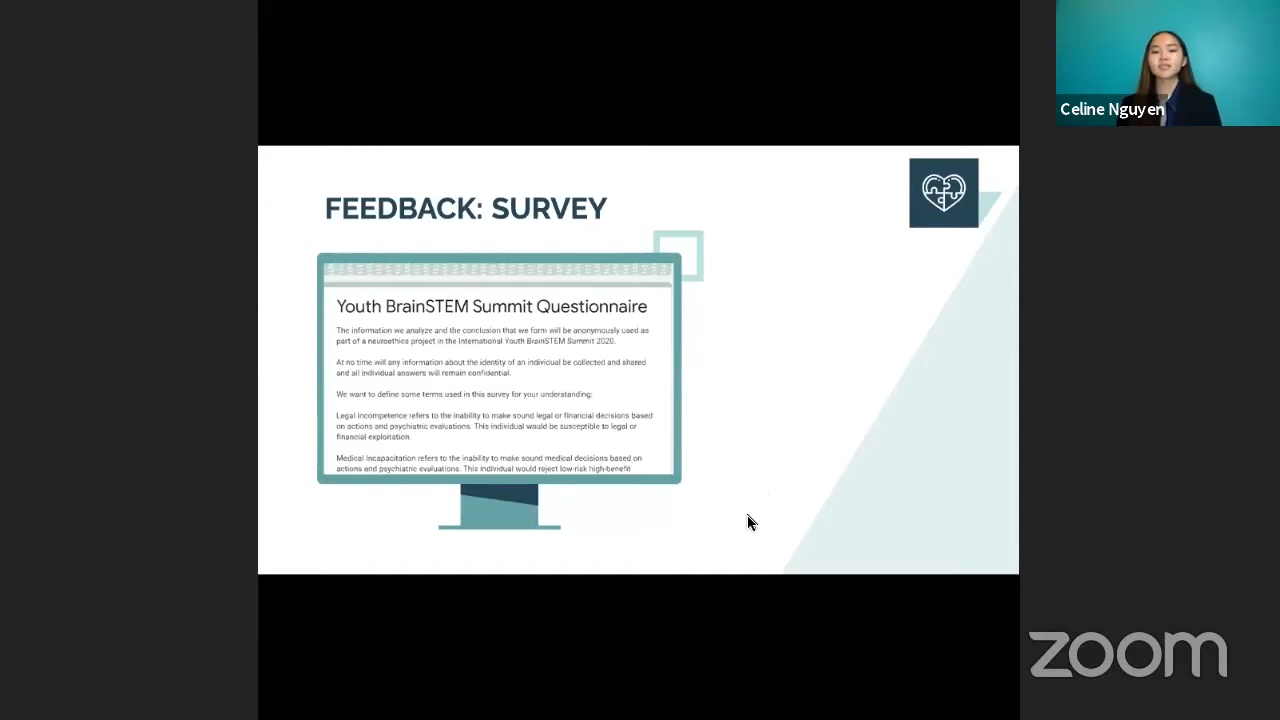 Celine Nguyen
FEEDBACK: SURVEY
Youth BrainSTEM Summit Questionnaire
The information we analyze and the conclusion that we form will be anonymously used as
part of a neuroethics project in the International Youth BrainSTEM Summit 2020.
At no time will any information about the identity of an individual be collected and shared
and all individual answers will remain confidential.
We want to define some terms used in this survey for your understanding:
Legal Incompetence refers to the inability to make sound legal or financial decisions based
on actions and psychiatric evaluations. This individual would be susceptible to legal or
financial exploitation.
Medical Incapacitation refers to the inability to make sound medical decisions based on
actions and psychiatric evaluations. This individual would reject low-risk high-benefit
zoom